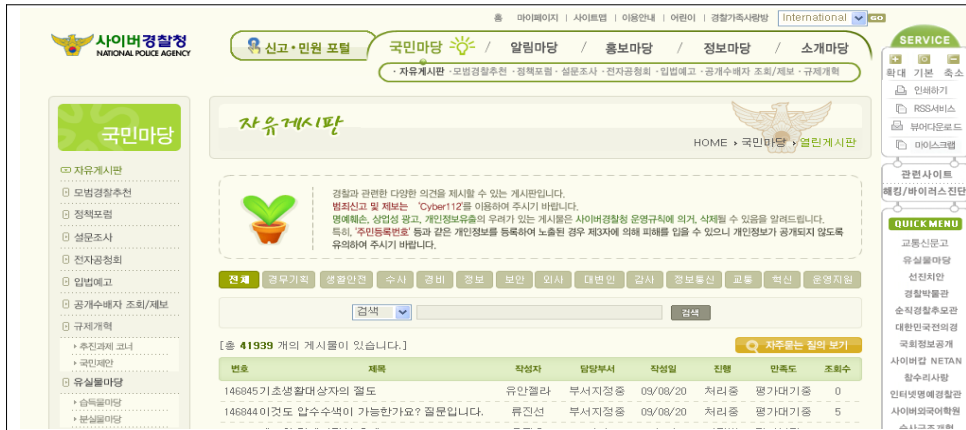 홈 마이페이지 | 사이트맵 | 이용안내 | 어린이 | 경찰가족사랑방 International GO
사이버경찰청
NATIONAL POLICE AGENCY
신고·민원 포털 국민마당 / 알림마당 / 홍보마당 / 정보마당 / 소개마당
·자유게시판 ·모범경찰추천 ·정책포럼 ·설문조사 ·전자공청회 ·입법예고 ·공개수배자 조회/제보 ·규제개혁
SERVICE
확대 기본 축소
인쇄하기
RSS서비스
뷰어다운로드
마이스크랩
관련사이트
해킹/바이러스진단
QUICK MENU
교통신문고
유실물마당
선진치안
경찰박물관
순직경찰추모관
대한민국전의경
국회정보공개
사이버캅 NETAN
참수리사랑
인터넷명예경찰관
사이버외국어학원
수사구조개혁
국민마당
자유게시판
모범경찰추천
정책포럼
설문조사
전자공청회
입법예고
공개수배자 조회/제보
규제개혁
추진과제 코너
국민제안
유실물마당
습득물마당
분실물마당
자유게시판
HOME 국민마당 열린게시판
경찰과 관련한 다양한 의견을 제시할 수 있는 게시판입니다.
범죄신고 및 제보는 'Cyber112'를 이용하여 주시기 바랍니다.
명예훼손, 상업성 광고, 개인정보유출의 우려가 있는 게시물은 사이버경찰청 운영규칙에 의거, 삭제될 수 있음을 알려드립니다.
특히, '주민등록번호' 등과 같은 개인정보를 등록하여 노출된 경우 제3자에 의해 피해를 입을 수 있으니 개인정보가 공개되지 않도록
유의하여 주시기 바랍니다.
전체 경무기획 생활안전 수사 경비 정보 보안 외사 대변인 감사 정보통신 교통 혁신 운영지원
검색 검색
[총 41939 개의 게시물이 있습니다.] 자주묻는 질의 보기
번호 제목 작성자 담당부서 작성일 진행 만족도 조회수
146845 기초생활대상자의 절도 유안젤라 부서지정중 09/08/20 처리중 평가대기중 0
146844 이것도 압수수색이 가능한가요? 질문입니다. 류진선 부서지정중 09/08/20 처리중 평가대기중 5